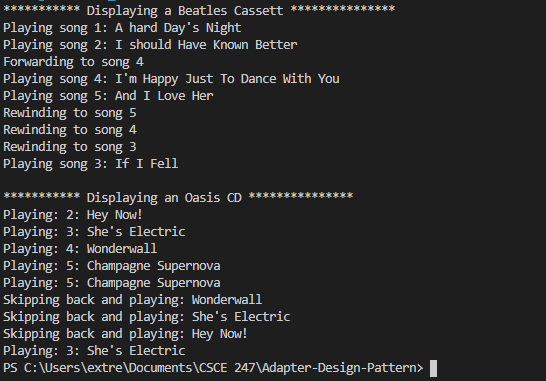 *********** Displaying a Beatles Cassett ***************
Playing song 1: A hard Day's Night
Playing song 2: I should Have Known Better
Forwarding to song 4
Playing song 4: I'm Happy Just To Dance With You
Playing song 5: And I Love Her
Rewinding to song 5
Rewinding to song 4
Rewinding to song 3
Playing song 3: If I Fell

*********** Displaying an Oasis CD ***************
Playing: 2: Hey Now!
Playing: 3: She's Electric
Playing: 4: Wonderwall
Playing: 5: Champagne Supernova
Playing: 5: Champagne Supernova
Skipping back and playing: Wonderwall
Skipping back and playing: She's Electric
Skipping back and playing: Hey Now!
Playing: 3: She's Electric
PS C:\Users\extre\Documents\CSCE 247\Adapter-Design-Pattern>